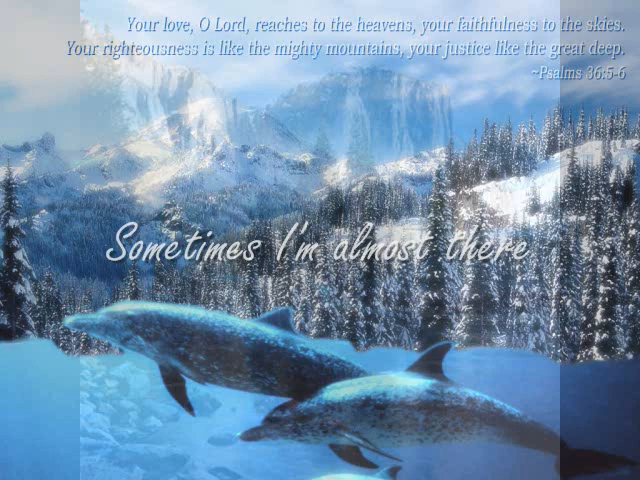 Your love, O Lord, reaches to the heavens, your faithfulness to the skies.
Your righteousness is like the mighty mountains, your justice like the great deep.
~Psalms 36:5-6
Sometimes I'm almost there